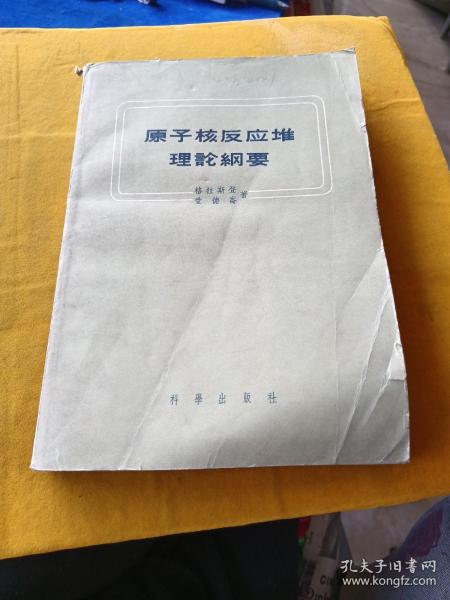 原子核反应堆
理論綱要
格拉斯登
愛德崙
著
科學出版社
孔夫子旧书网
www.kongfz.com